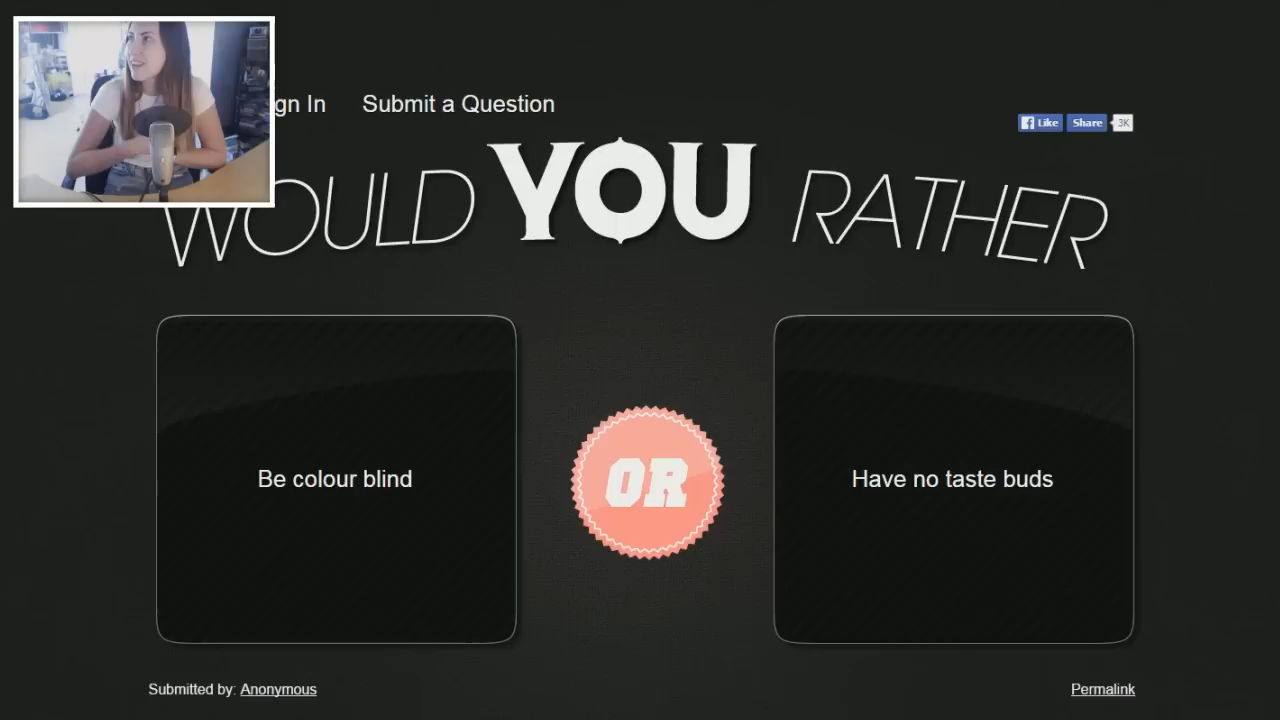 gn In Submit a Question
Like Share 3K
WOULD YOU RATHER
Be colour blind
OR
Have no taste buds
Submitted by: Anonymous
Permalink